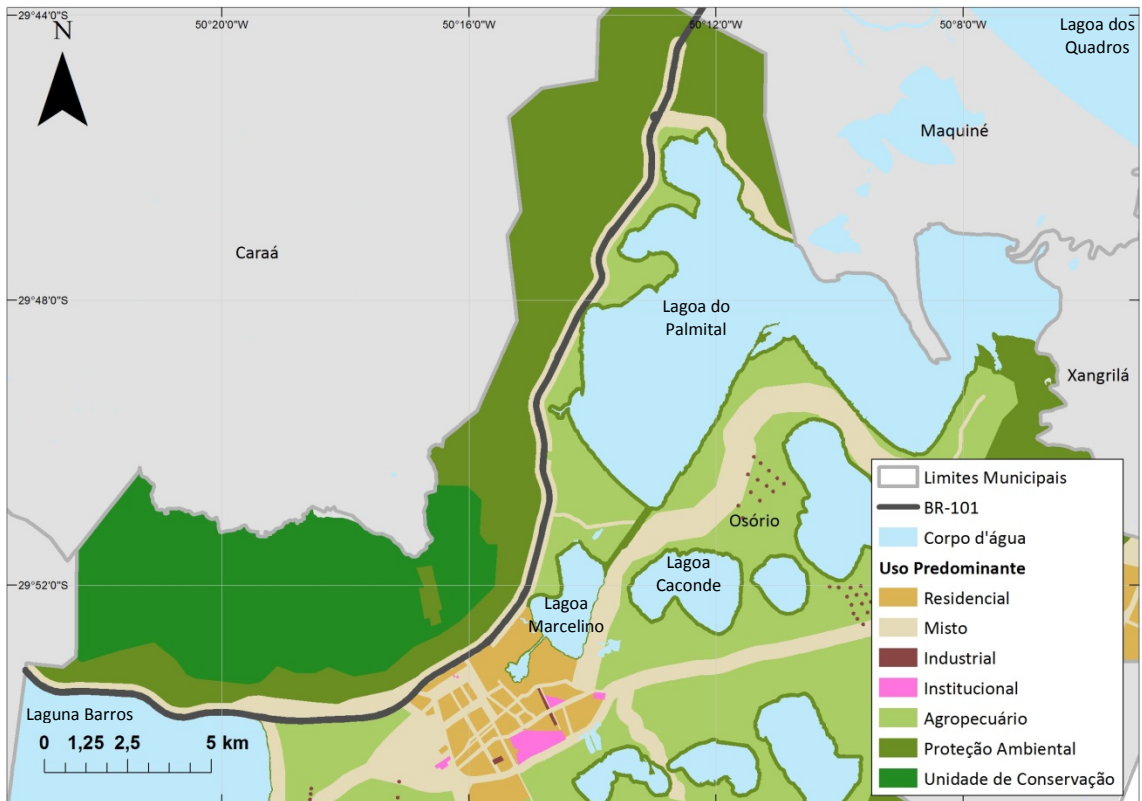 29°44'0"S
50°20'0"W
50°16'0"W
50°12'0"W
50°8'0"W
N
Lagoa dos
Quadros
Maquiné
Caraá
29°48'0"S
Lagoa do
Palmital
Xangrilá
Osório
29°52'0"S
Lagoa
Caconde
Lagoa
Marcelino
Laguna Barros
0 1,25 2,5 5 km
Limites Municipais
BR-101
Corpo d'água
Uso Predominante
Residencial
Misto
Industrial
Institucional
Agropecuário
Proteção Ambiental
Unidade de Conservação